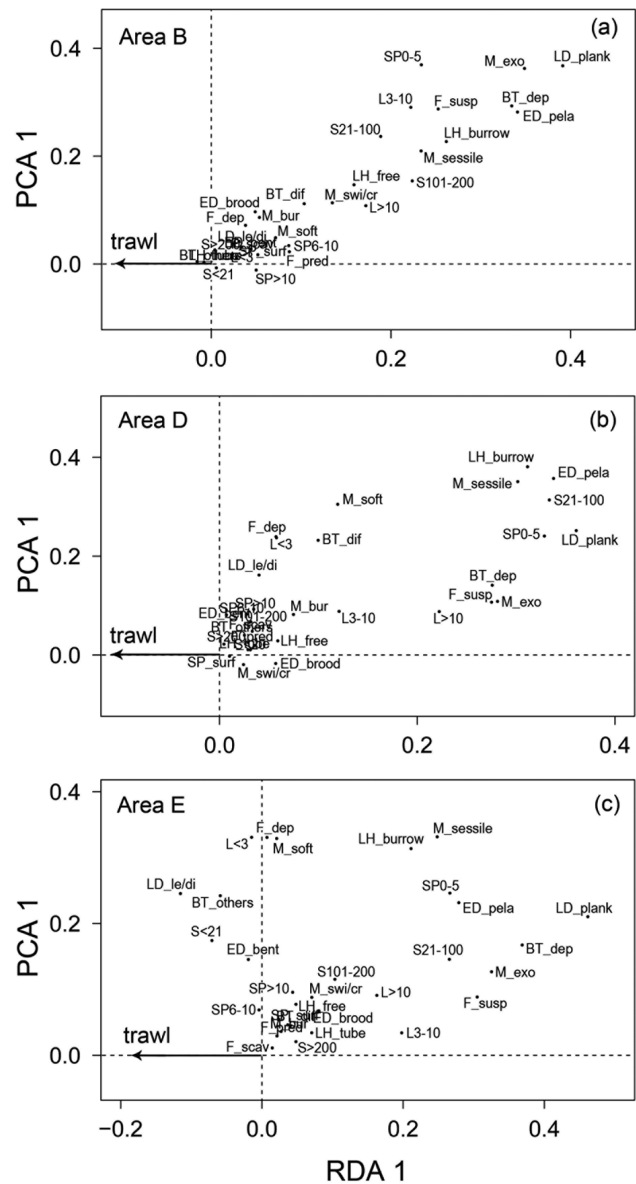 Area B
(a)
SP0-5
M_exo
LD_plank
L3-10
F_susp
BT_dep
ED_pela
S21-100
LH_burrow
M_sessile
LH_free
S101-200
BT_dif
M_swi/cr
L>10
ED_brood
M_bur
F_dep
LD_le/di
M_soft
SP6-10
F_pred
S<21
SP>10
trawl
0.4
0.2
0.0
PCA 1
0.0 0.2 0.4
Area D
(b)
LH_burrow
ED_pela
M_sessile
S21-100
M_soft
F_dep
L<3
BT_dif
SP0-5
LD_plank
LD_le/di
BT_dep
F_susp
M_exo
SP>10
S101-200
M_bur
L3-10
L>10
BT_others
LH_free
SP_surf
ED_brood
M_swi/cr
trawl
0.4
0.2
0.0
PCA 1
0.0 0.2 0.4
Area E
(c)
F_dep
L<3
M_soft
LH_burrow
M_sessile
LD_le/di
BT_others
SP0-5
ED_pela
LD_plank
S<21
ED_bent
S21-100
BT_dep
S101-200
M_exo
SP>10
M_swi/cr
L>10
F_susp
SP6-10
LH_free
ED_brood
LH_tube
L3-10
F_scav
S>200
trawl
0.4
0.2
0.0
PCA 1
−0.2 0.0 0.2 0.4
RDA 1